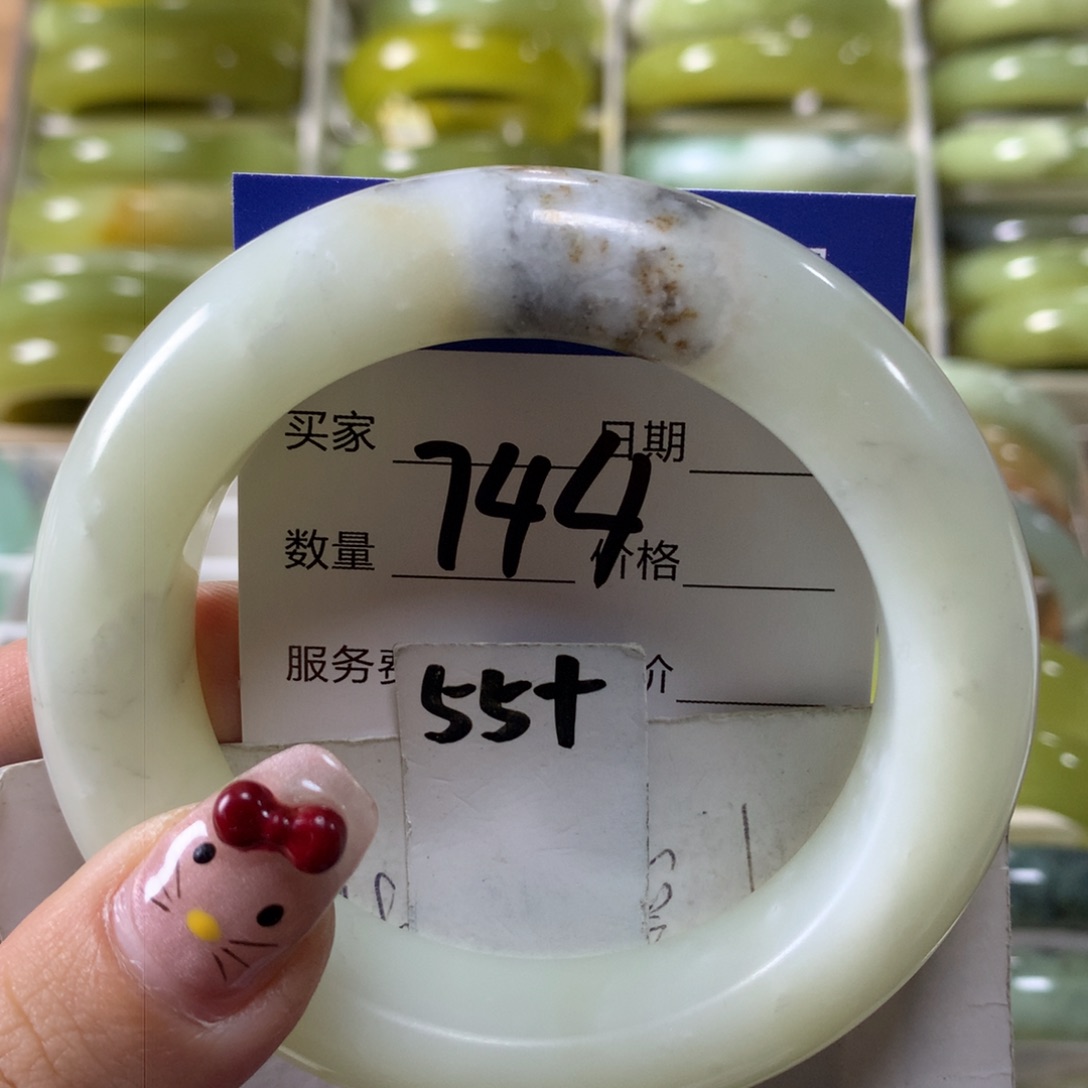 买家 日期
744
数量 价格
服务费 价
55+